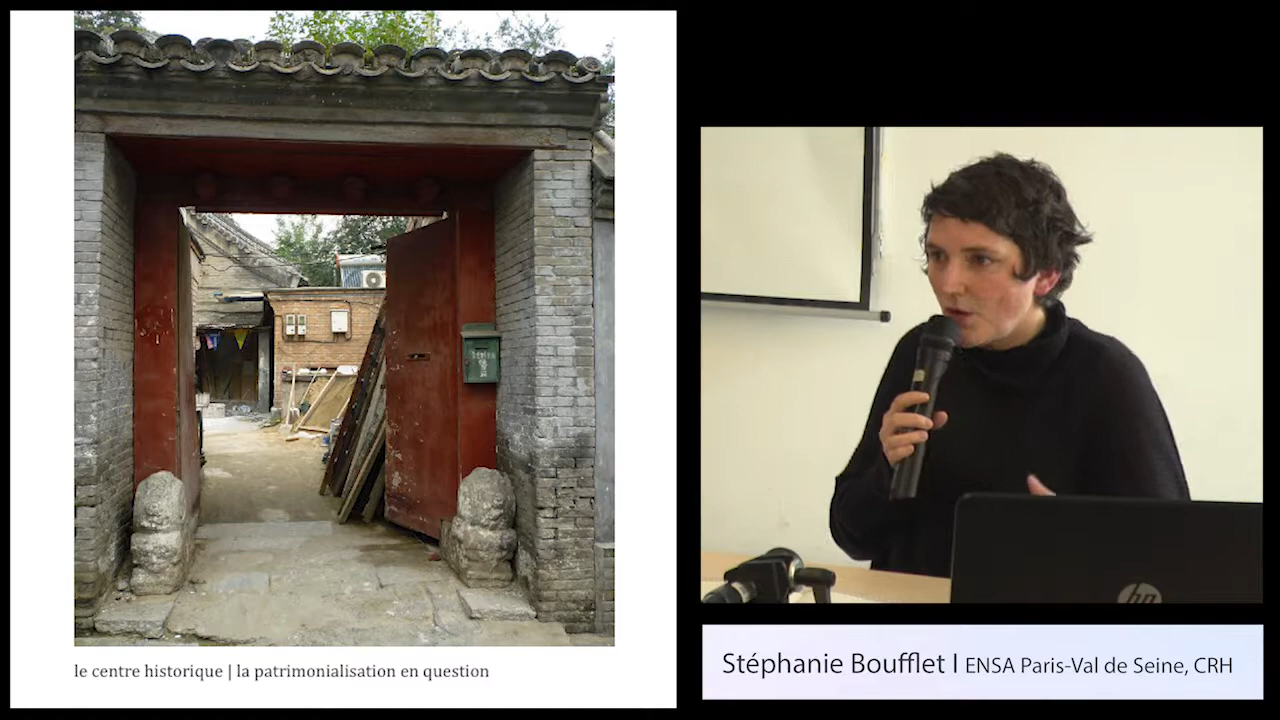 le centre historique | la patrimonialisation en question
hp
Stéphanie Boufflet I ENSA Paris-Val de Seine, CRH